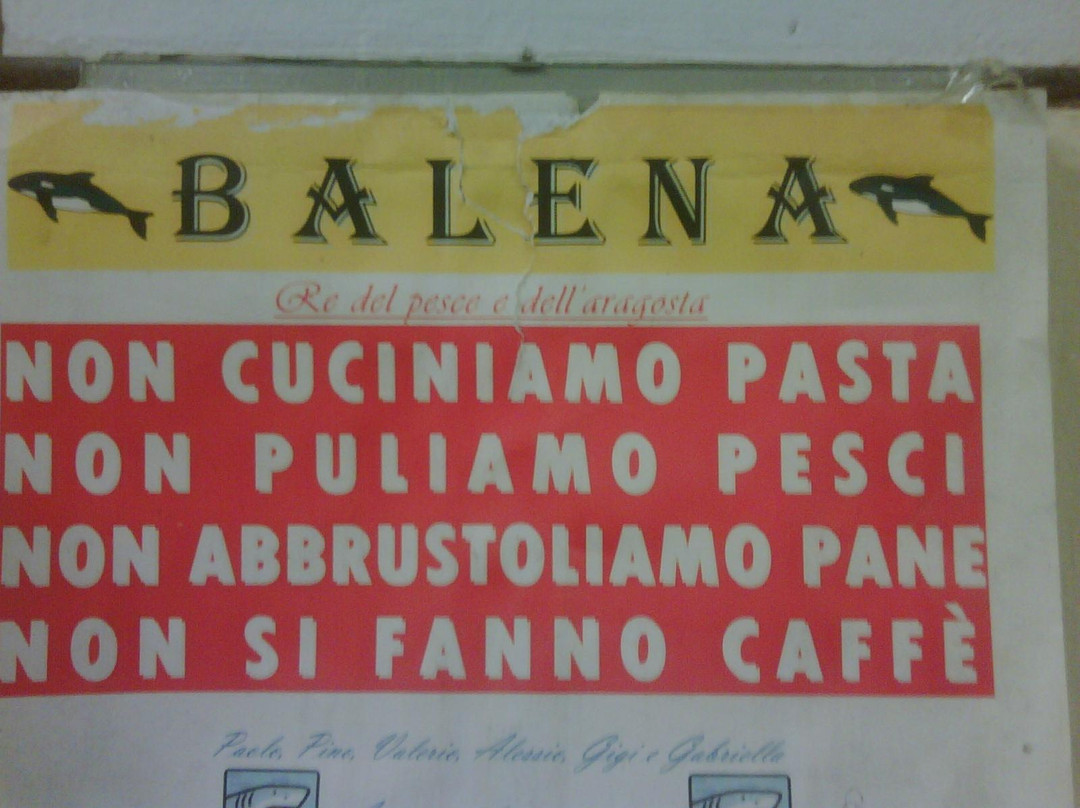 BALENA
Re del pesce e dell'aragosta
NON CUCINIAMO PASTA
NON PULIAMO PESCI
NON ABBRUSTOLIAMO PANE
NON SI FANNO CAFFÈ
Paolo, Pino, Valerio, Alessio, Gigi e Gabriella